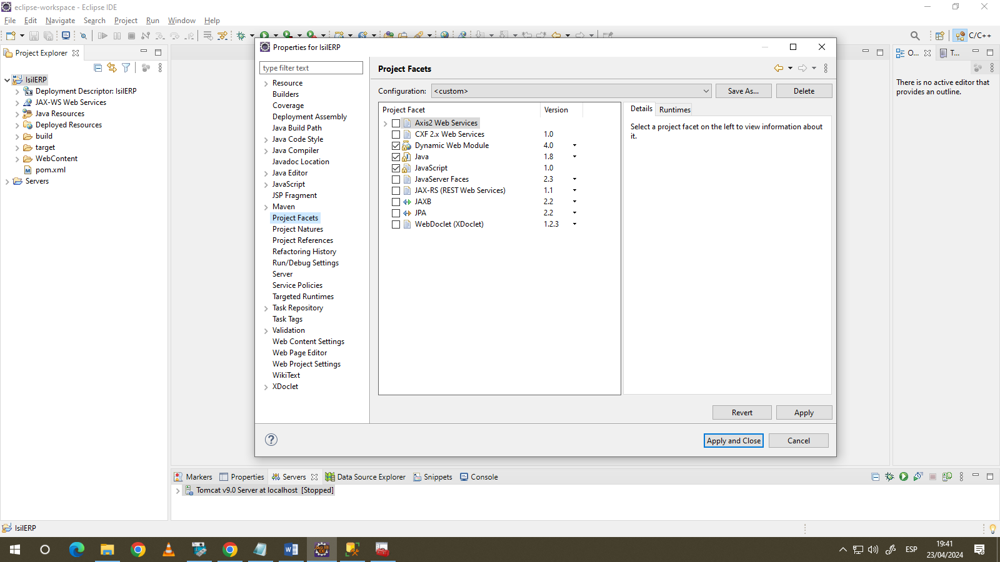 eclipse-workspace - Eclipse IDE
File Edit Navigate Search Project Run Window Help
C/C++
Project Explorer
IsilERP
Deployment Descriptor: IsilERP
JAX-WS Web Services
Java Resources
Deployed Resources
build
target
WebContent
pom.xml
Servers
Properties for IsilERP
type filter text
Resource
Builders
Coverage
Deployment Assembly
Java Build Path
Java Code Style
Java Compiler
Javadoc Location
Java Editor
JavaScript
JSP Fragment
Maven
Project Facets
Project Natures
Project References
Refactoring History
Run/Debug Settings
Server
Service Policies
Targeted Runtimes
Task Repository
Task Tags
Validation
Web Content Settings
Web Page Editor
Web Project Settings
WikiText
XDoclet
Project Facets
Configuration: <custom> Save As... Delete
Project Facet Version
Axis2 Web Services
CXF 2.x Web Services 1.0
Dynamic Web Module 4.0
Java 1.8
JavaScript 1.0
JavaServer Faces 2.3
JAX-RS (REST Web Services) 1.1
JAXB 2.2
JPA 2.2
WebDoclet (XDoclet) 1.2.3
Details Runtimes
Select a project facet on the left to view information about
it.
Revert Apply
Apply and Close Cancel
O... T...
There is no active editor that
provides an outline.
Markers Properties Servers Data Source Explorer Snippets Console
Tomcat v9.0 Server at localhost [Stopped]
IsilERP
ESP
19:41
23/04/2024